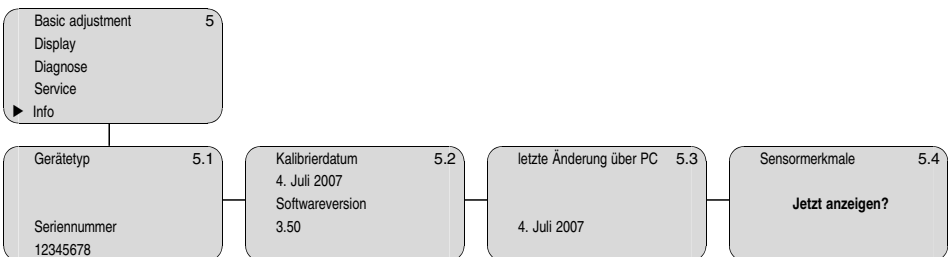 Basic adjustment 5
Display
Diagnose
Service
Info
Gerätetyp 5.1
Seriennummer
12345678
Kalibrierdatum 5.2
4. Juli 2007
Softwareversion
3.50
letzte Änderung über PC 5.3
4. Juli 2007
Sensormerkmale 5.4
Jetzt anzeigen?